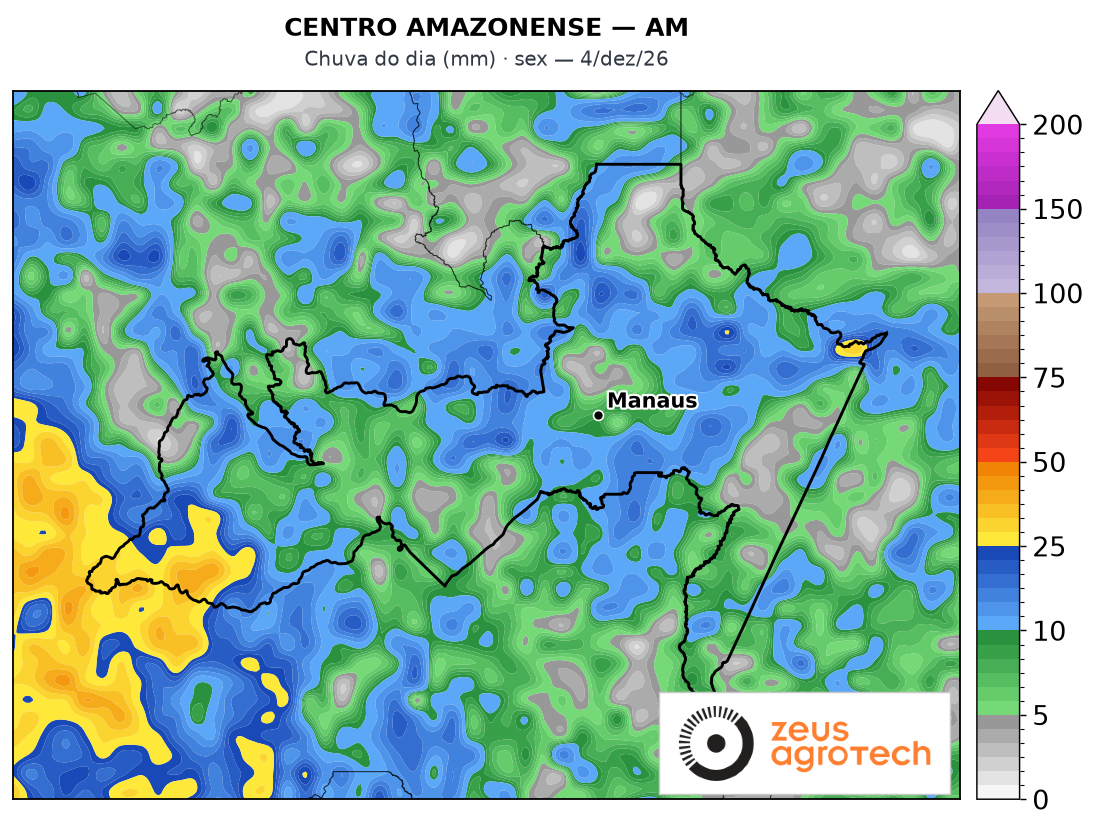 CENTRO AMAZONENSE — AM
Chuva do dia (mm) · sex — 4/dez/26
200
150
100
75
50
25
10
5
0
Manaus
zeus
agrotech